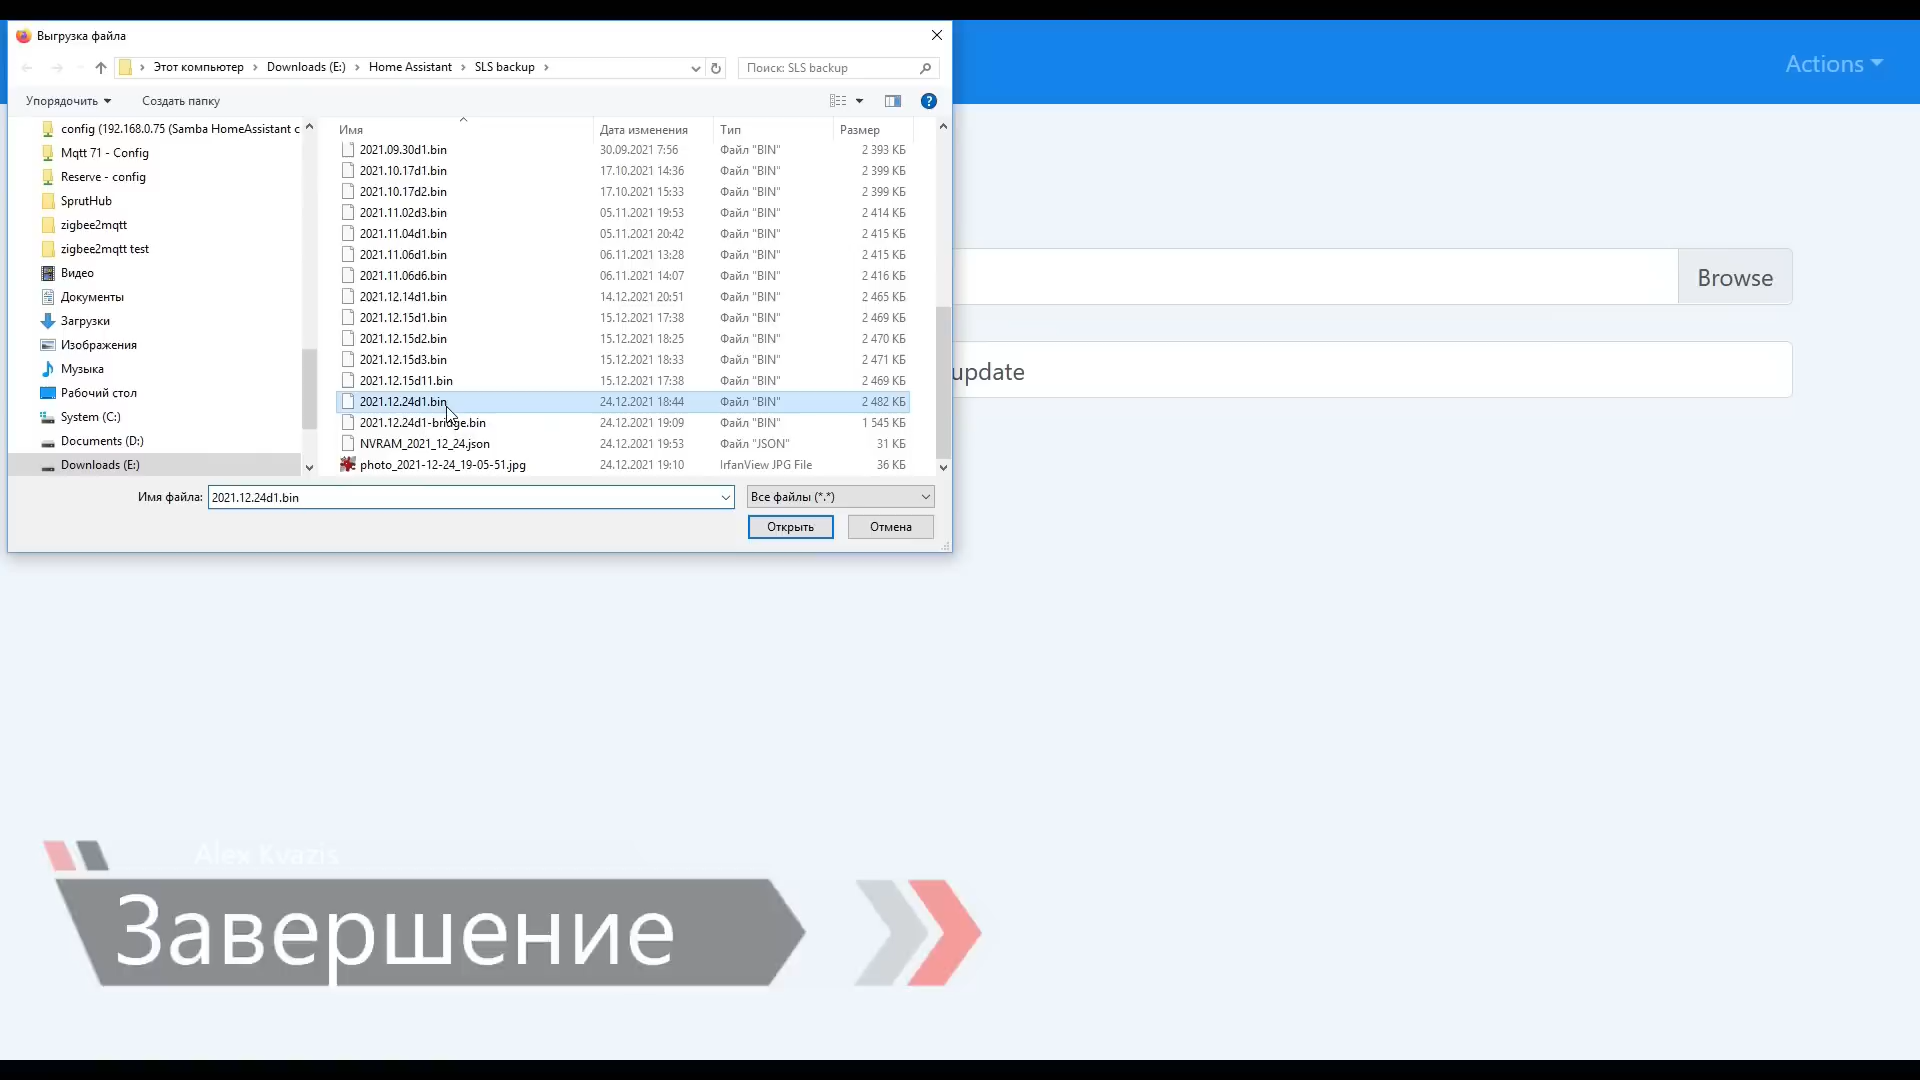 Выгрузка файла
Actions
Этот компьютер > Downloads (E:) > Home Assistant > SLS backup >
Поиск: SLS backup
Упорядочить
Создать папку
config (192.168.0.75 (Samba HomeAssistant c
Mqtt 71 - Config
Reserve - config
SprutHub
zigbee2mqtt
zigbee2mqtt test
Видео
Документы
Загрузки
Изображения
Музыка
Рабочий стол
System (C:)
Documents (D:)
Downloads (E:)
Имя Дата изменения Тип Размер
2021.09.30d1.bin 30.09.2021 7:56 Файл "BIN" 2 393 КБ
2021.10.17d1.bin 17.10.2021 14:36 Файл "BIN" 2 399 КБ
2021.10.17d2.bin 17.10.2021 15:33 Файл "BIN" 2 399 КБ
2021.11.02d3.bin 05.11.2021 19:53 Файл "BIN" 2 414 КБ
2021.11.04d1.bin 05.11.2021 20:42 Файл "BIN" 2 415 КБ
2021.11.06d1.bin 06.11.2021 13:28 Файл "BIN" 2 415 КБ
2021.11.06d6.bin 06.11.2021 14:07 Файл "BIN" 2 416 КБ
2021.12.14d1.bin 14.12.2021 20:51 Файл "BIN" 2 465 КБ
2021.12.15d1.bin 15.12.2021 17:38 Файл "BIN" 2 469 КБ
2021.12.15d2.bin 15.12.2021 18:25 Файл "BIN" 2 470 КБ
2021.12.15d3.bin 15.12.2021 18:33 Файл "BIN" 2 471 КБ
2021.12.15d11.bin 15.12.2021 17:38 Файл "BIN" 2 469 КБ
2021.12.24d1.bin 24.12.2021 18:44 Файл "BIN" 2 482 КБ
2021.12.24d1-bridge.bin 24.12.2021 19:09 Файл "BIN" 1 545 КБ
NVRAM_2021_12_24.json 24.12.2021 19:53 Файл "JSON" 31 КБ
photo_2021-12-24_19-05-51.jpg 24.12.2021 19:10 IrfanView JPG File 36 КБ
Имя файла: 2021.12.24d1.bin
Все файлы (*.*)
Открыть
Отмена
Browse
update
Alex Kvazis
Завершение